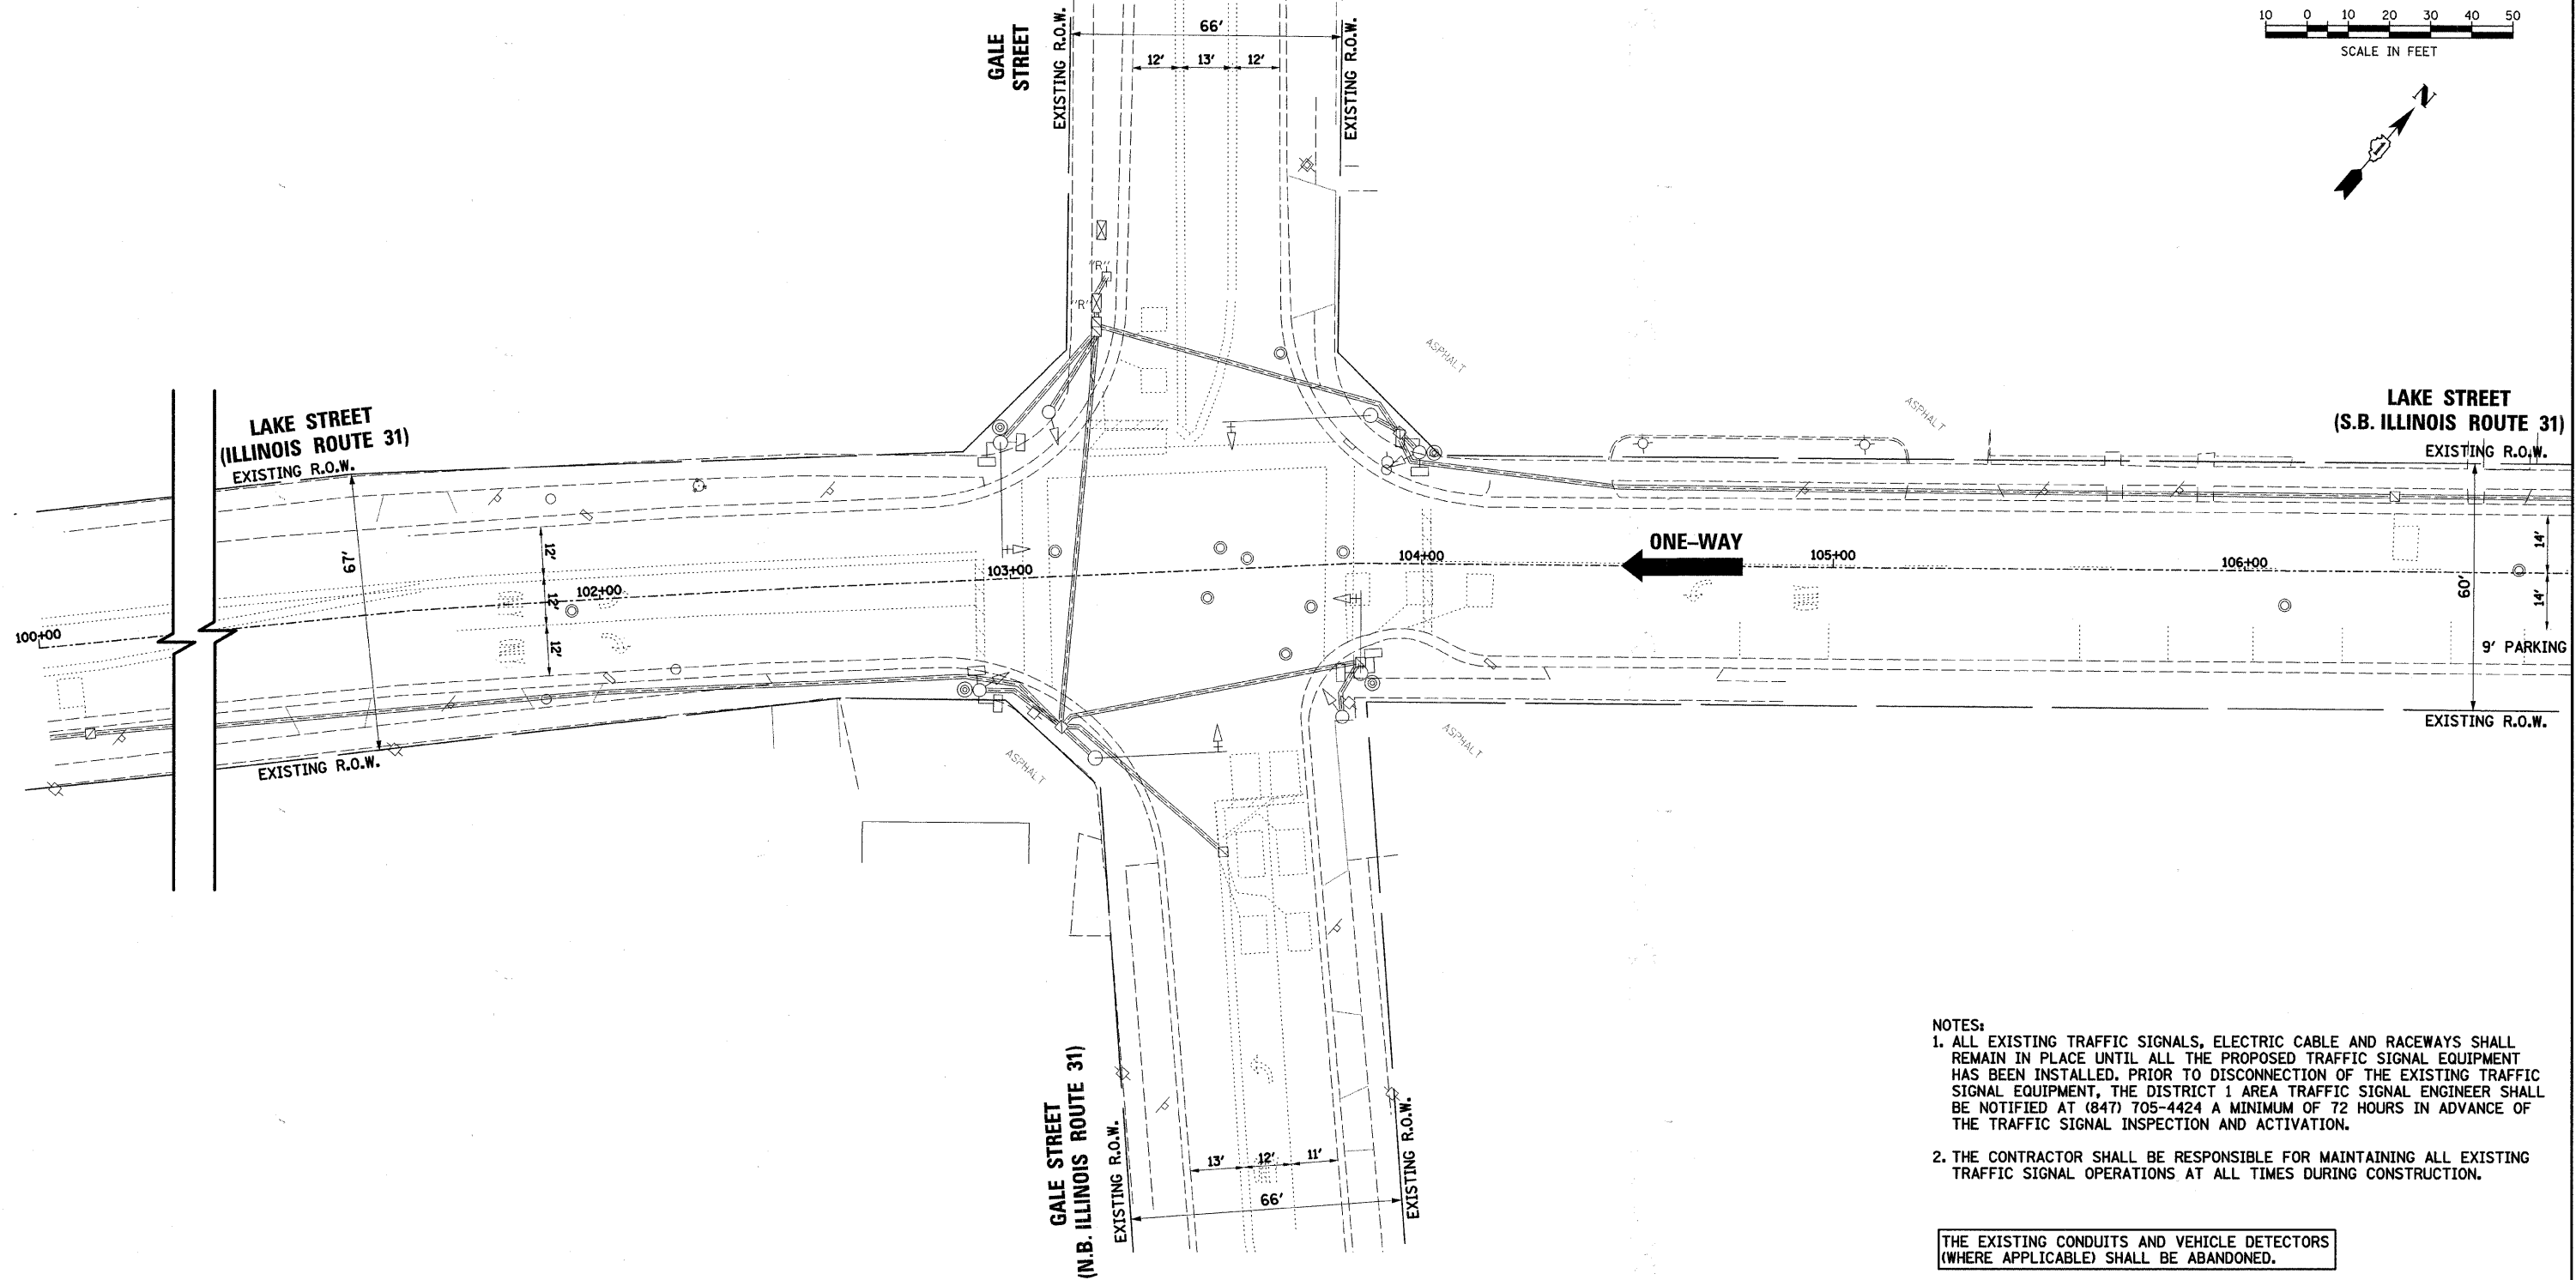 GALE
STREET
EXISTING R.O.W.
66'
EXISTING R.O.W.
12' 13' 12'
10 0 10 20 30 40 50
SCALE IN FEET
N
"R"
"R"
ASPHALT
ASPHALT
LAKE STREET
(ILLINOIS ROUTE 31)
EXISTING R.O.W.
LAKE STREET
(S.B. ILLINOIS ROUTE 31)
EXISTING R.O.W.
67'
12'
12'
12'
100+00
102+00
103+00
104+00
ONE-WAY
105+00
106+00
14'
14'
60'
9' PARKING
EXISTING R.O.W.
EXISTING R.O.W.
ASPHALT
ASPHALT
GALE STREET
(N.B. ILLINOIS ROUTE 31)
EXISTING R.O.W.
13' 12' 11'
66'
EXISTING R.O.W.
NOTES:
1. ALL EXISTING TRAFFIC SIGNALS, ELECTRIC CABLE AND RACEWAYS SHALL
REMAIN IN PLACE UNTIL ALL THE PROPOSED TRAFFIC SIGNAL EQUIPMENT
HAS BEEN INSTALLED. PRIOR TO DISCONNECTION OF THE EXISTING TRAFFIC
SIGNAL EQUIPMENT, THE DISTRICT 1 AREA TRAFFIC SIGNAL ENGINEER SHALL
BE NOTIFIED AT (847) 705-4424 A MINIMUM OF 72 HOURS IN ADVANCE OF
THE TRAFFIC SIGNAL INSPECTION AND ACTIVATION.
2. THE CONTRACTOR SHALL BE RESPONSIBLE FOR MAINTAINING ALL EXISTING
TRAFFIC SIGNAL OPERATIONS AT ALL TIMES DURING CONSTRUCTION.
THE EXISTING CONDUITS AND VEHICLE DETECTORS
(WHERE APPLICABLE) SHALL BE ABANDONED.